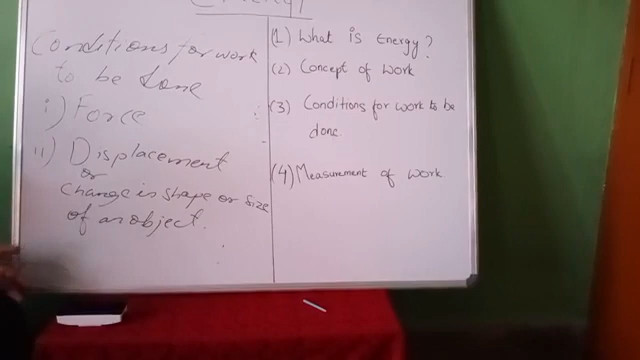 Energy
Conditions for work
to be done
i) Force
ii) Displacement
or
change in shape or size
of an object.
(1) What is Energy?
(2) Concept of Work
(3) Conditions for work to be
done.
(4) Measurement of work